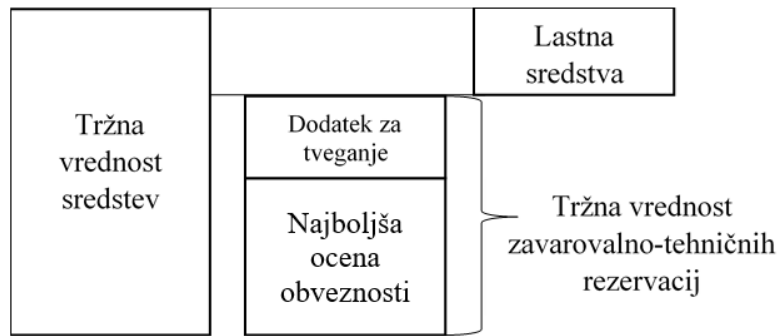 Tržna
vrednost
sredstev
Lastna
sredstva
Dodatek za
tveganje
Najboljša
ocena
obveznosti
Tržna vrednost
zavarovalno-tehničnih
rezervacij